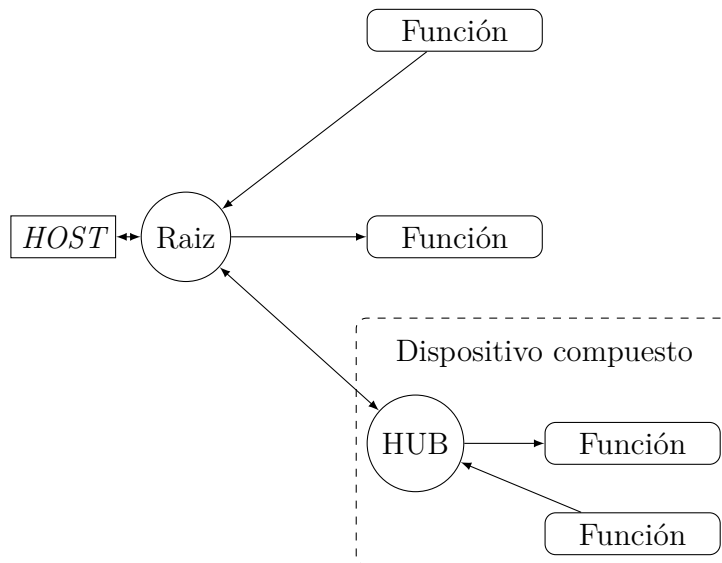 Función
HOST
Raiz
Función
Dispositivo compuesto
HUB
Función
Función